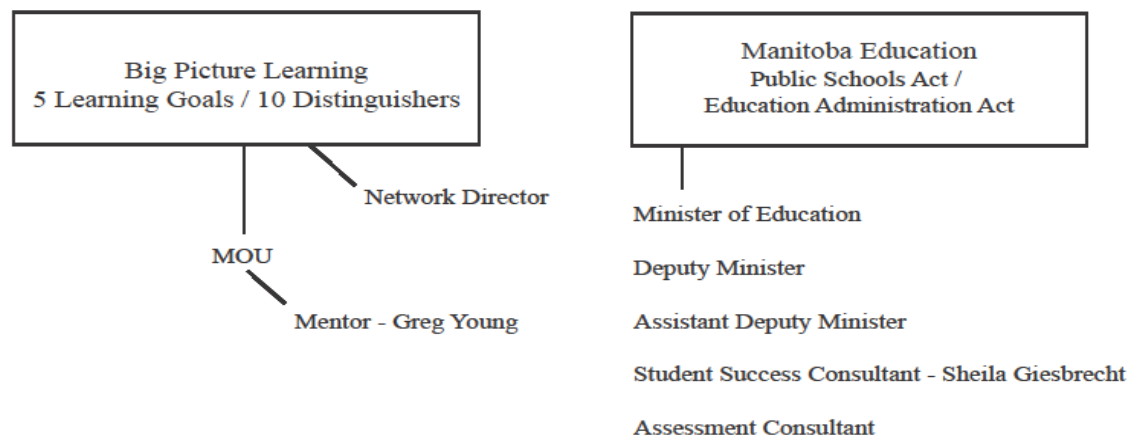 Big Picture Learning
5 Learning Goals / 10 Distinguishers
Network Director
MOU
Mentor - Greg Young
Manitoba Education
Public Schools Act /
Education Administration Act
Minister of Education
Deputy Minister
Assistant Deputy Minister
Student Success Consultant - Sheila Giesbrecht
Assessment Consultant